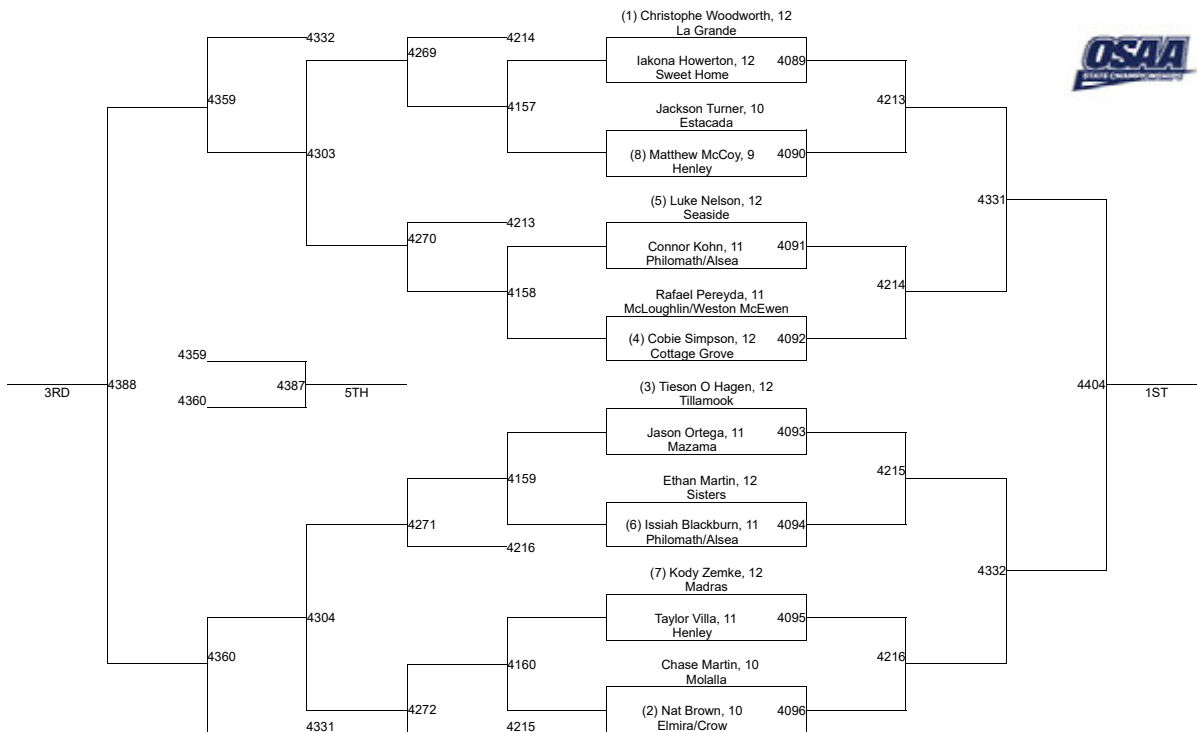 (1) Christophe Woodworth, 12
La Grande
4332
4214
4269
Iakona Howerton, 12
4089
Sweet Home
OSAA
STATE CHAMPIONSHIPS
4359
4157
4213
Jackson Turner, 10
Estacada
4303
(8) Matthew McCoy, 9
4090
Henley
(5) Luke Nelson, 12
4331
Seaside
4213
4270
Connor Kohn, 11
4091
Philomath/Alsea
4214
4158
Rafael Pereyda, 11
McLoughlin/Weston McEwen
(4) Cobie Simpson, 12
4092
Cottage Grove
4359
4388
4387
(3) Tieson O Hagen, 12
4404
3RD
5TH
Tillamook
1ST
4360
Jason Ortega, 11
4093
Mazama
4159
4215
Ethan Martin, 12
Sisters
4271
(6) Issiah Blackburn, 11
4094
Philomath/Alsea
4216
(7) Kody Zemke, 12
4332
Madras
4304
Taylor Villa, 11
4095
Henley
4360
4160
4216
Chase Martin, 10
Molalla
4272
(2) Nat Brown, 10
4096
4331
4215
Elmira/Crow